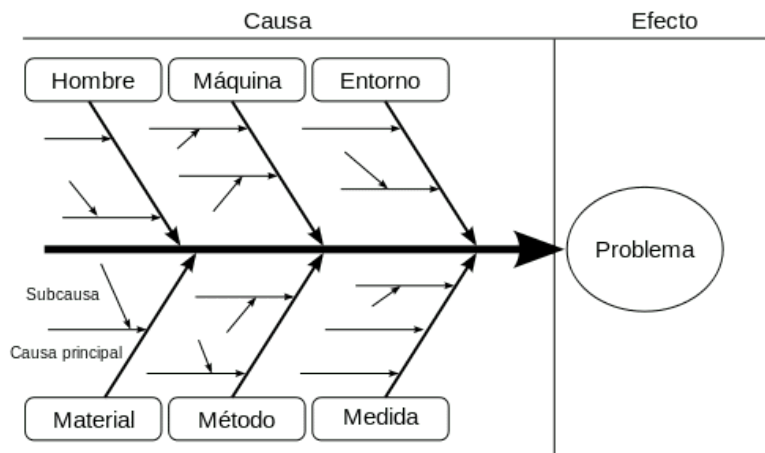 Causa
Efecto
Hombre
Máquina
Entorno
Problema
Subcausa
Causa principal
Material
Método
Medida